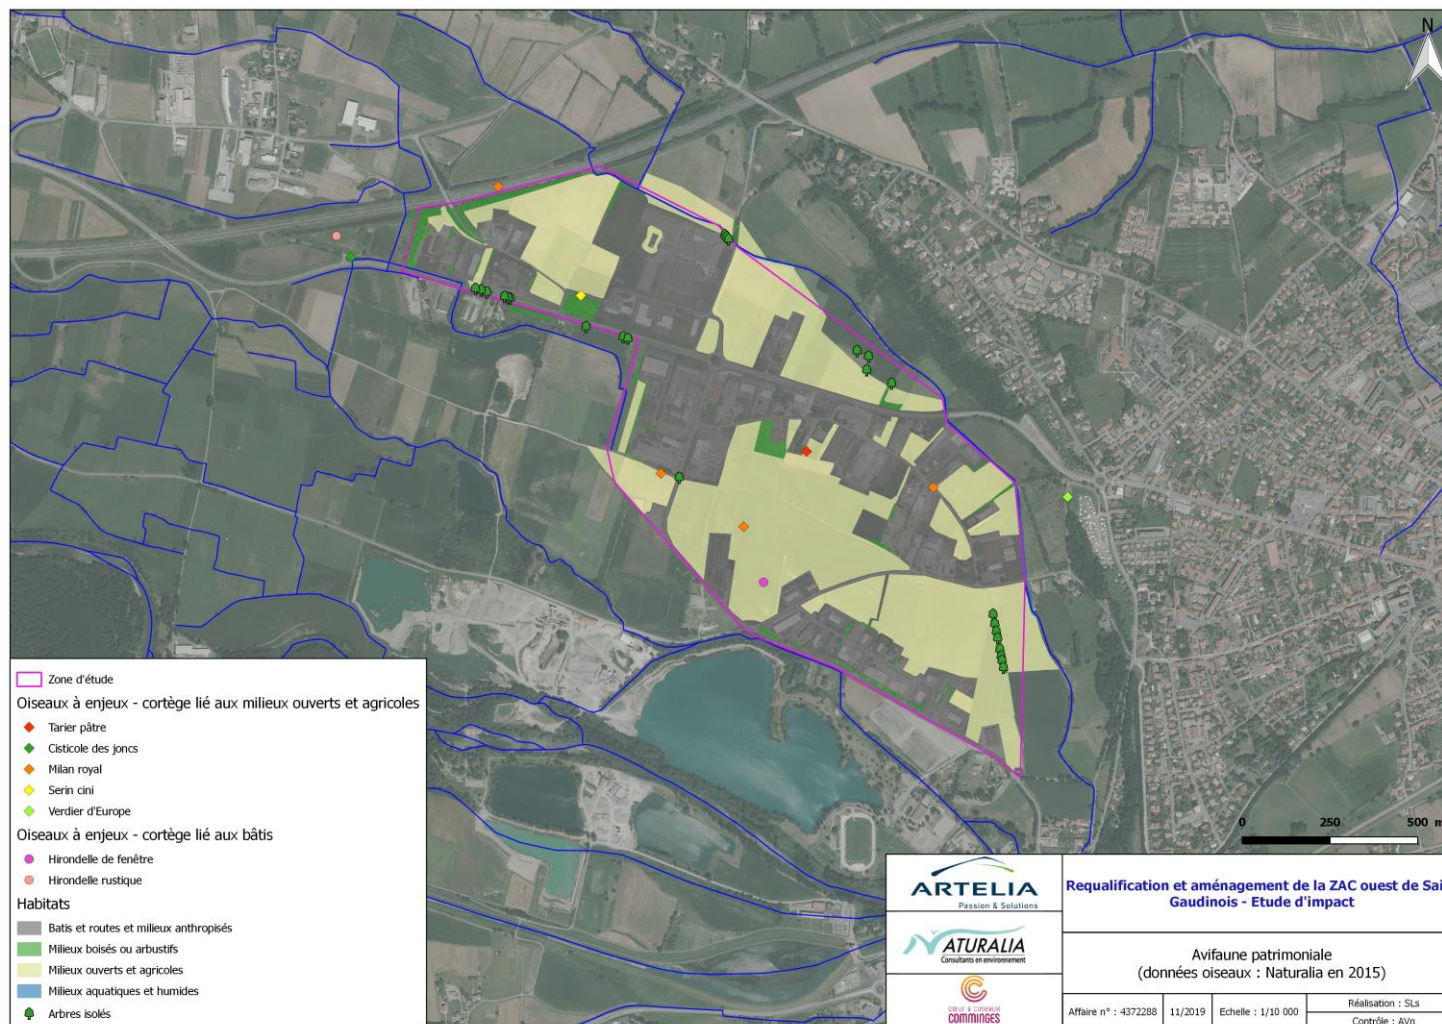 N
Zone d'étude
Oiseaux à enjeux - cortège lié aux milieux ouverts et agricoles
Tarier pâtre
Cisticole des joncs
Milan royal
Serin cini
Verdier d'Europe
Oiseaux à enjeux - cortège lié aux bâtis
Hirondelle de fenêtre
Hirondelle rustique
Habitats
Batis et routes et milieux anthropisés
Milieux boisés ou arbustifs
Milieux ouverts et agricoles
Milieux aquatiques et humides
Arbres isolés
0 250 500 m
ARTELIA
Passion & Solutions
NATURALIA
Consultants en environnement
CŒUR & COTEAUX
COMMINGES
Requalification et aménagement de la ZAC ouest de Sai
Gaudinois - Etude d'impact
Avifaune patrimoniale
(données oiseaux : Naturalia en 2015)
Affaire n° : 4372288
11/2019
Echelle : 1/10 000
Réalisation : SLs
Contrôle : AVn